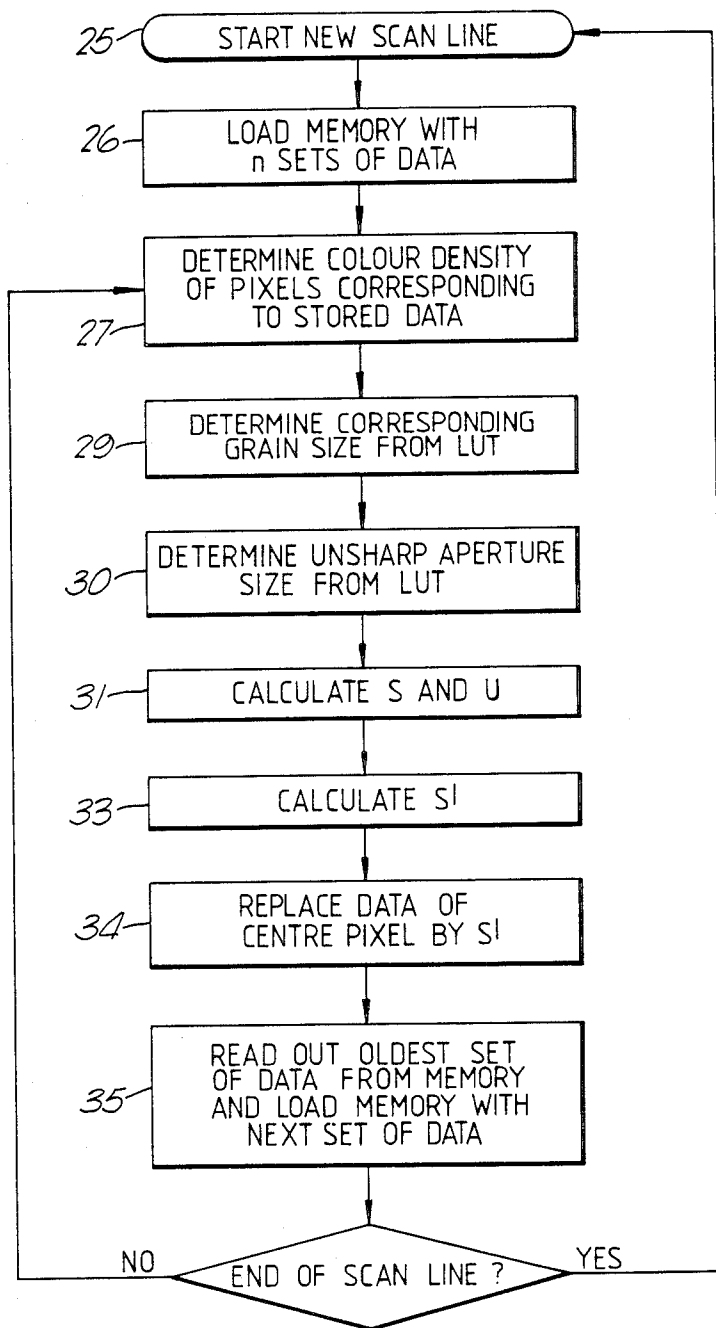 25
START NEW SCAN LINE
26
LOAD MEMORY WITH
n SETS OF DATA
DETERMINE COLOUR DENSITY
OF PIXELS CORRESPONDING
TO STORED DATA
27
29
DETERMINE CORRESPONDING
GRAIN SIZE FROM LUT
30
DETERMINE UNSHARP APERTURE
SIZE FROM LUT
31
CALCULATE S AND U
33
CALCULATE S|
34
REPLACE DATA OF
CENTRE PIXEL BY S|
35
READ OUT OLDEST SET
OF DATA FROM MEMORY
AND LOAD MEMORY WITH
NEXT SET OF DATA
NO
END OF SCAN LINE ?
YES